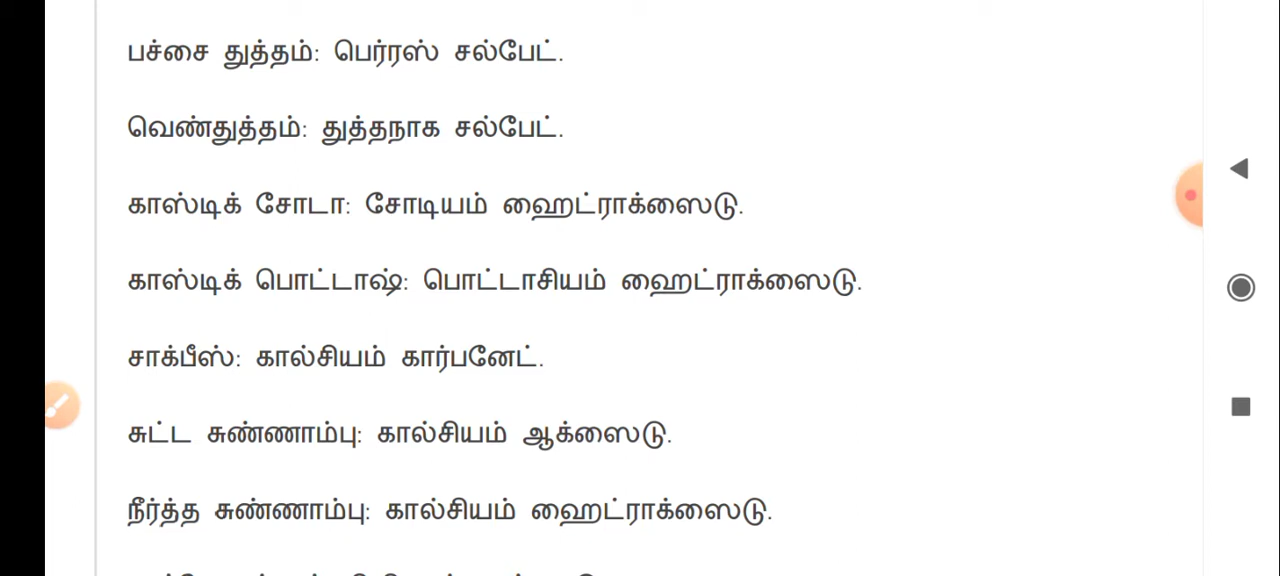 பச்சை துத்தம்: பெர்ரஸ் சல்பேட்.
வெண்துத்தம்: துத்தநாக சல்பேட்.
காஸ்டிக் சோடா: சோடியம் ஹைட்ராக்ஸைடு.
காஸ்டிக் பொட்டாஷ்: பொட்டாசியம் ஹைட்ராக்ஸைடு.
சாக்பீஸ்: கால்சியம் கார்பனேட்.
சுட்ட சுண்ணாம்பு: கால்சியம் ஆக்ஸைடு.
நீர்த்த சுண்ணாம்பு: கால்சியம் ஹைட்ராக்ஸைடு.